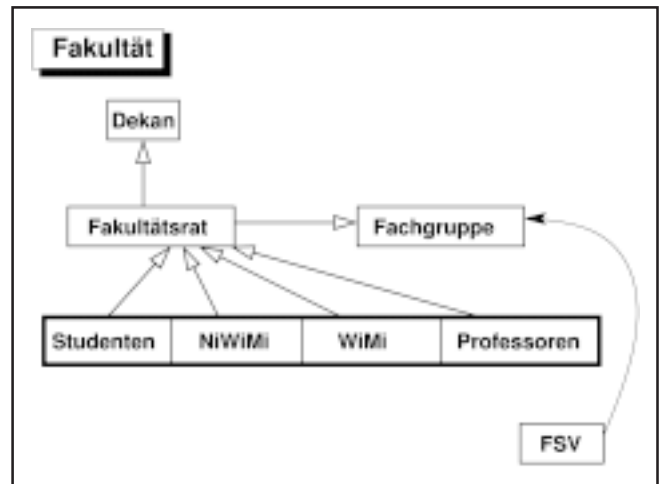 Fakultät
Dekan
Fakultätsrat
Fachgruppe
Studenten
NiWiMi
WiMi
Professoren
FSV